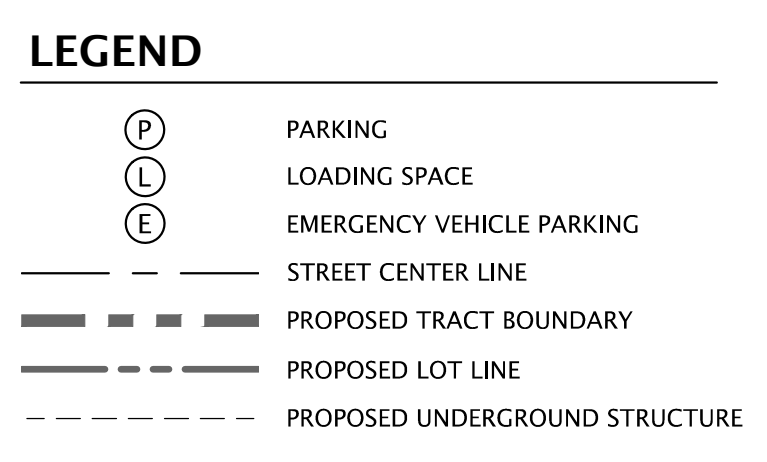 LEGEND
P PARKING
L LOADING SPACE
E EMERGENCY VEHICLE PARKING
STREET CENTER LINE
PROPOSED TRACT BOUNDARY
PROPOSED LOT LINE
PROPOSED UNDERGROUND STRUCTURE